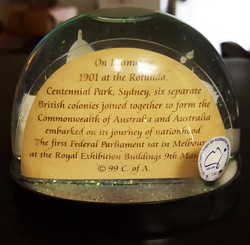 On 1 January
1901 at the Rotunda,
Centennial Park, Sydney, six separate
British colonies joined together to form the
Commonwealth of Australia and Australia
embarked on its journey of nationhood.
The first Federal Parliament sat in Melbourne
at the Royal Exhibition Buildings 9th May
© 99 C. of A.